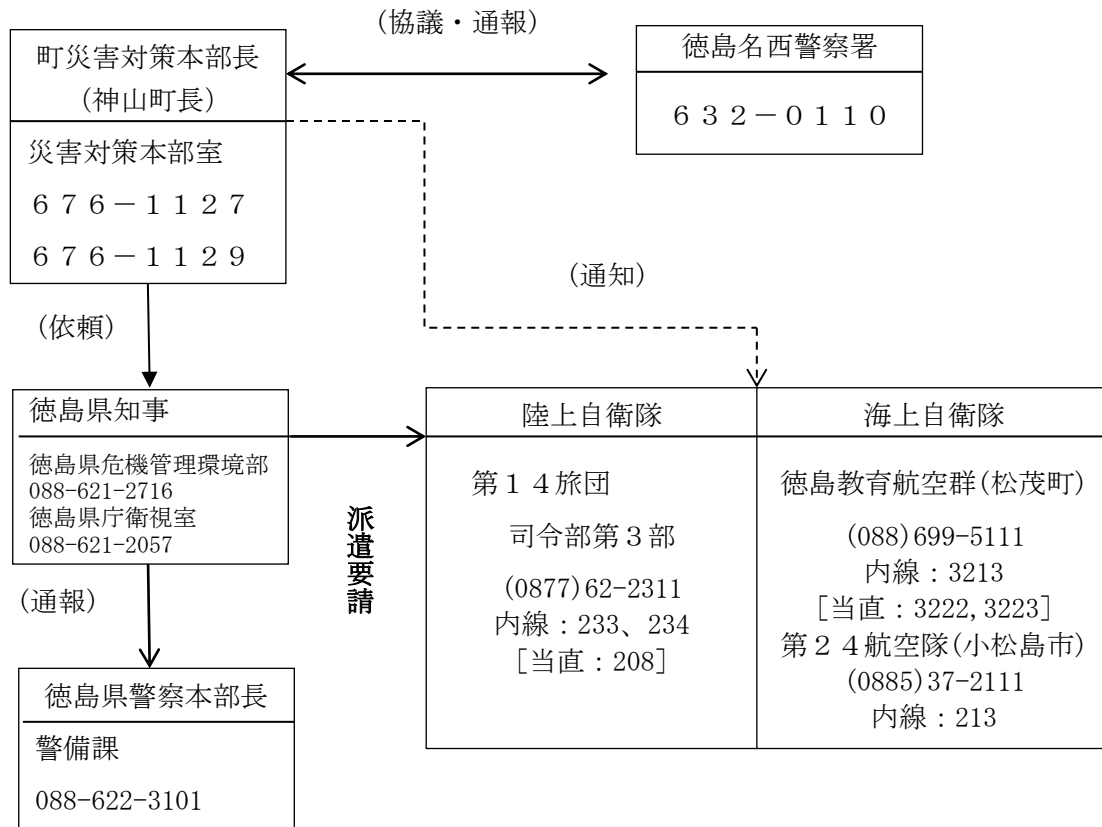 (協議・通報)
町災害対策本部長
(神山町長)
災害対策本部室
６７６－１１２７
６７６－１１２９
徳島名西警察署
６３２－０１１０
(通知)
(依頼)
徳島県知事
徳島県危機管理環境部
088-621-2716
徳島県庁衛視室
088-621-2057
派遣要請
陸上自衛隊
第１４旅団
司令部第３部
(0877)62-2311
内線：233、234
［当直：208］
海上自衛隊
徳島教育航空群(松茂町)
(088)699-5111
内線：3213
［当直：3222,3223］
第２４航空隊(小松島市)
(0885)37-2111
内線：213
(通報)
徳島県警察本部長
警備課
088-622-3101